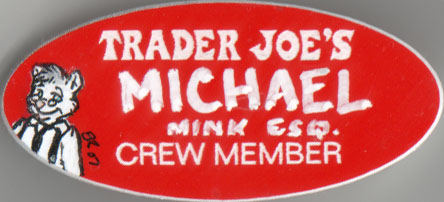 TRADER JOE'S
MICHAEL
MINK ESQ.
CREW MEMBER